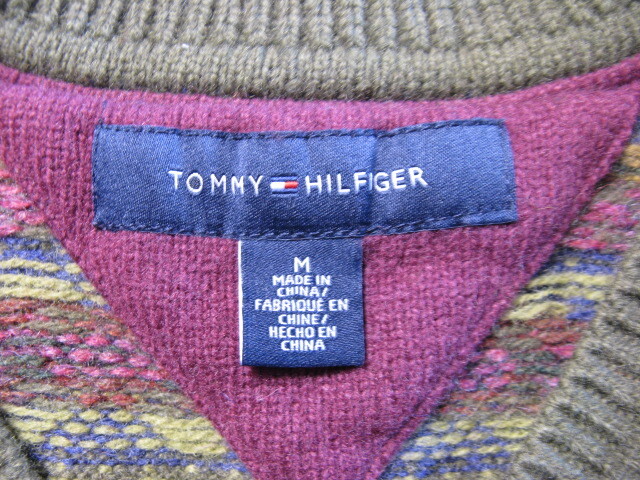 TOMMY HILFIGER
M
MADE IN
CHINA/
FABRIQUÉ EN
CHINE/
HECHO EN
CHINA